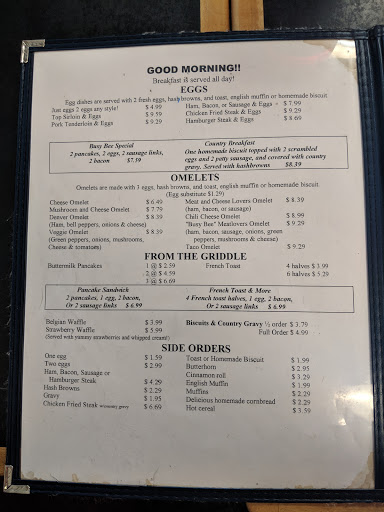 GOOD MORNING!!
Breakfast is served all day!
EGGS
Egg dishes are served with 2 fresh eggs, hash browns, and toast, english muffin or homemade biscuit
Just eggs 2 eggs any style! $ 4.99
Top Sirloin & Eggs $ 9.59
Pork Tenderloin & Eggs $ 9.29
Ham, Bacon, or Sausage & Eggs $ 7.99
Chicken Fried Steak & Eggs $ 9.29
Hamburger Steak & Eggs $ 8.69
Busy Bee Special
2 pancakes, 2 eggs, 2 sausage links,
2 bacon $7.39
Country Breakfast
One homemade biscuit topped with 2 scrambled
eggs and 2 patty sausage, and covered with country
gravy. Served with hashbrowns $8.39
OMELETS
Omelets are made with 3 eggs, hash browns, and toast, english muffin or homemade biscuit
(Egg substitute $1.29)
Cheese Omelet $ 6.49
Mushroom and Cheese Omelet $ 7.79
Denver Omelet $ 8.39
(Ham, bell peppers, onions & cheese)
Veggie Omelet $ 8.39
(Green peppers, onions, mushrooms,
Cheese & tomatoes)
Meat and Cheese Lovers Omelet $ 8.39
(ham, bacon, or sausage)
Chili Cheese Omelet $ 8.99
"Busy Bee" Meatlovers Omelet $ 9.29
(ham, bacon, sausage, onions, green
peppers, mushrooms & cheese)
Taco Omelet $ 9.29
FROM THE GRIDDLE
Buttermilk Pancakes 1 @ $ 2.59
2 @ $ 4.59
3 @ $ 6.69
French Toast 4 halves $ 3.99
6 halves $ 5.29
Pancake Sandwich
2 pancakes, 1 egg, 2 bacon,
Or 2 sausage links $ 6.99
French Toast & More
4 French toast halves, 1 egg, 2 bacon,
Or 2 sausage links $ 6.99
Belgian Waffle $ 3.99
Strawberry Waffle $ 5.99
(Served with yummy strawberries and whipped cream!)
Biscuits & Country Gravy ½ order $ 3.79
Full Order $ 4.99
SIDE ORDERS
One egg $ 1.59
Two eggs $ 2.99
Ham, Bacon, Sausage or
Hamburger Steak $ 4.29
Hash Browns $ 2.29
Gravy $ 1.95
Chicken Fried Steak w/country gravy $ 6.69
Toast or Homemade Biscuit $ 1.99
Butterhorn $ 2.95
Cinnamon roll $ 3.29
English Muffin $ 1.99
Muffins $ 2.29
Delicious homemade cornbread $ 2.29
Hot cereal $ 3.59